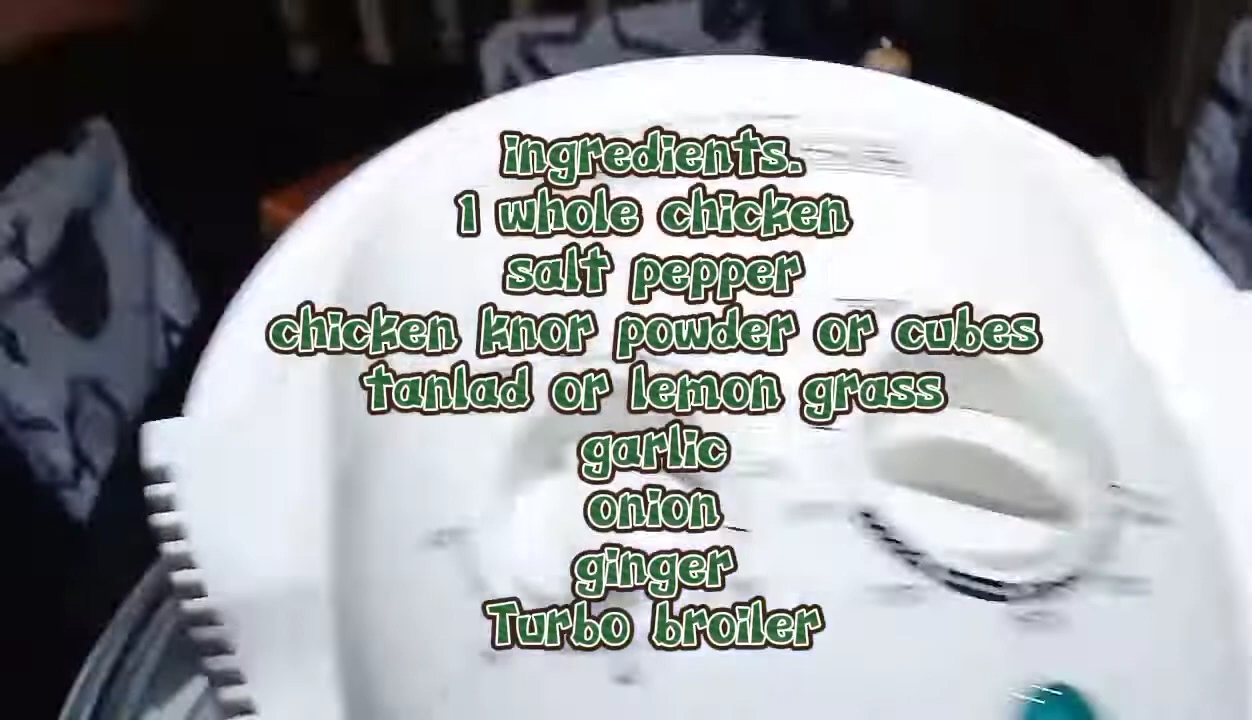 ingredients.
1 whole chicken
salt pepper
chicken knor powder or cubes
tanlad or lemon grass
garlic
onion
ginger
Turbo broiler